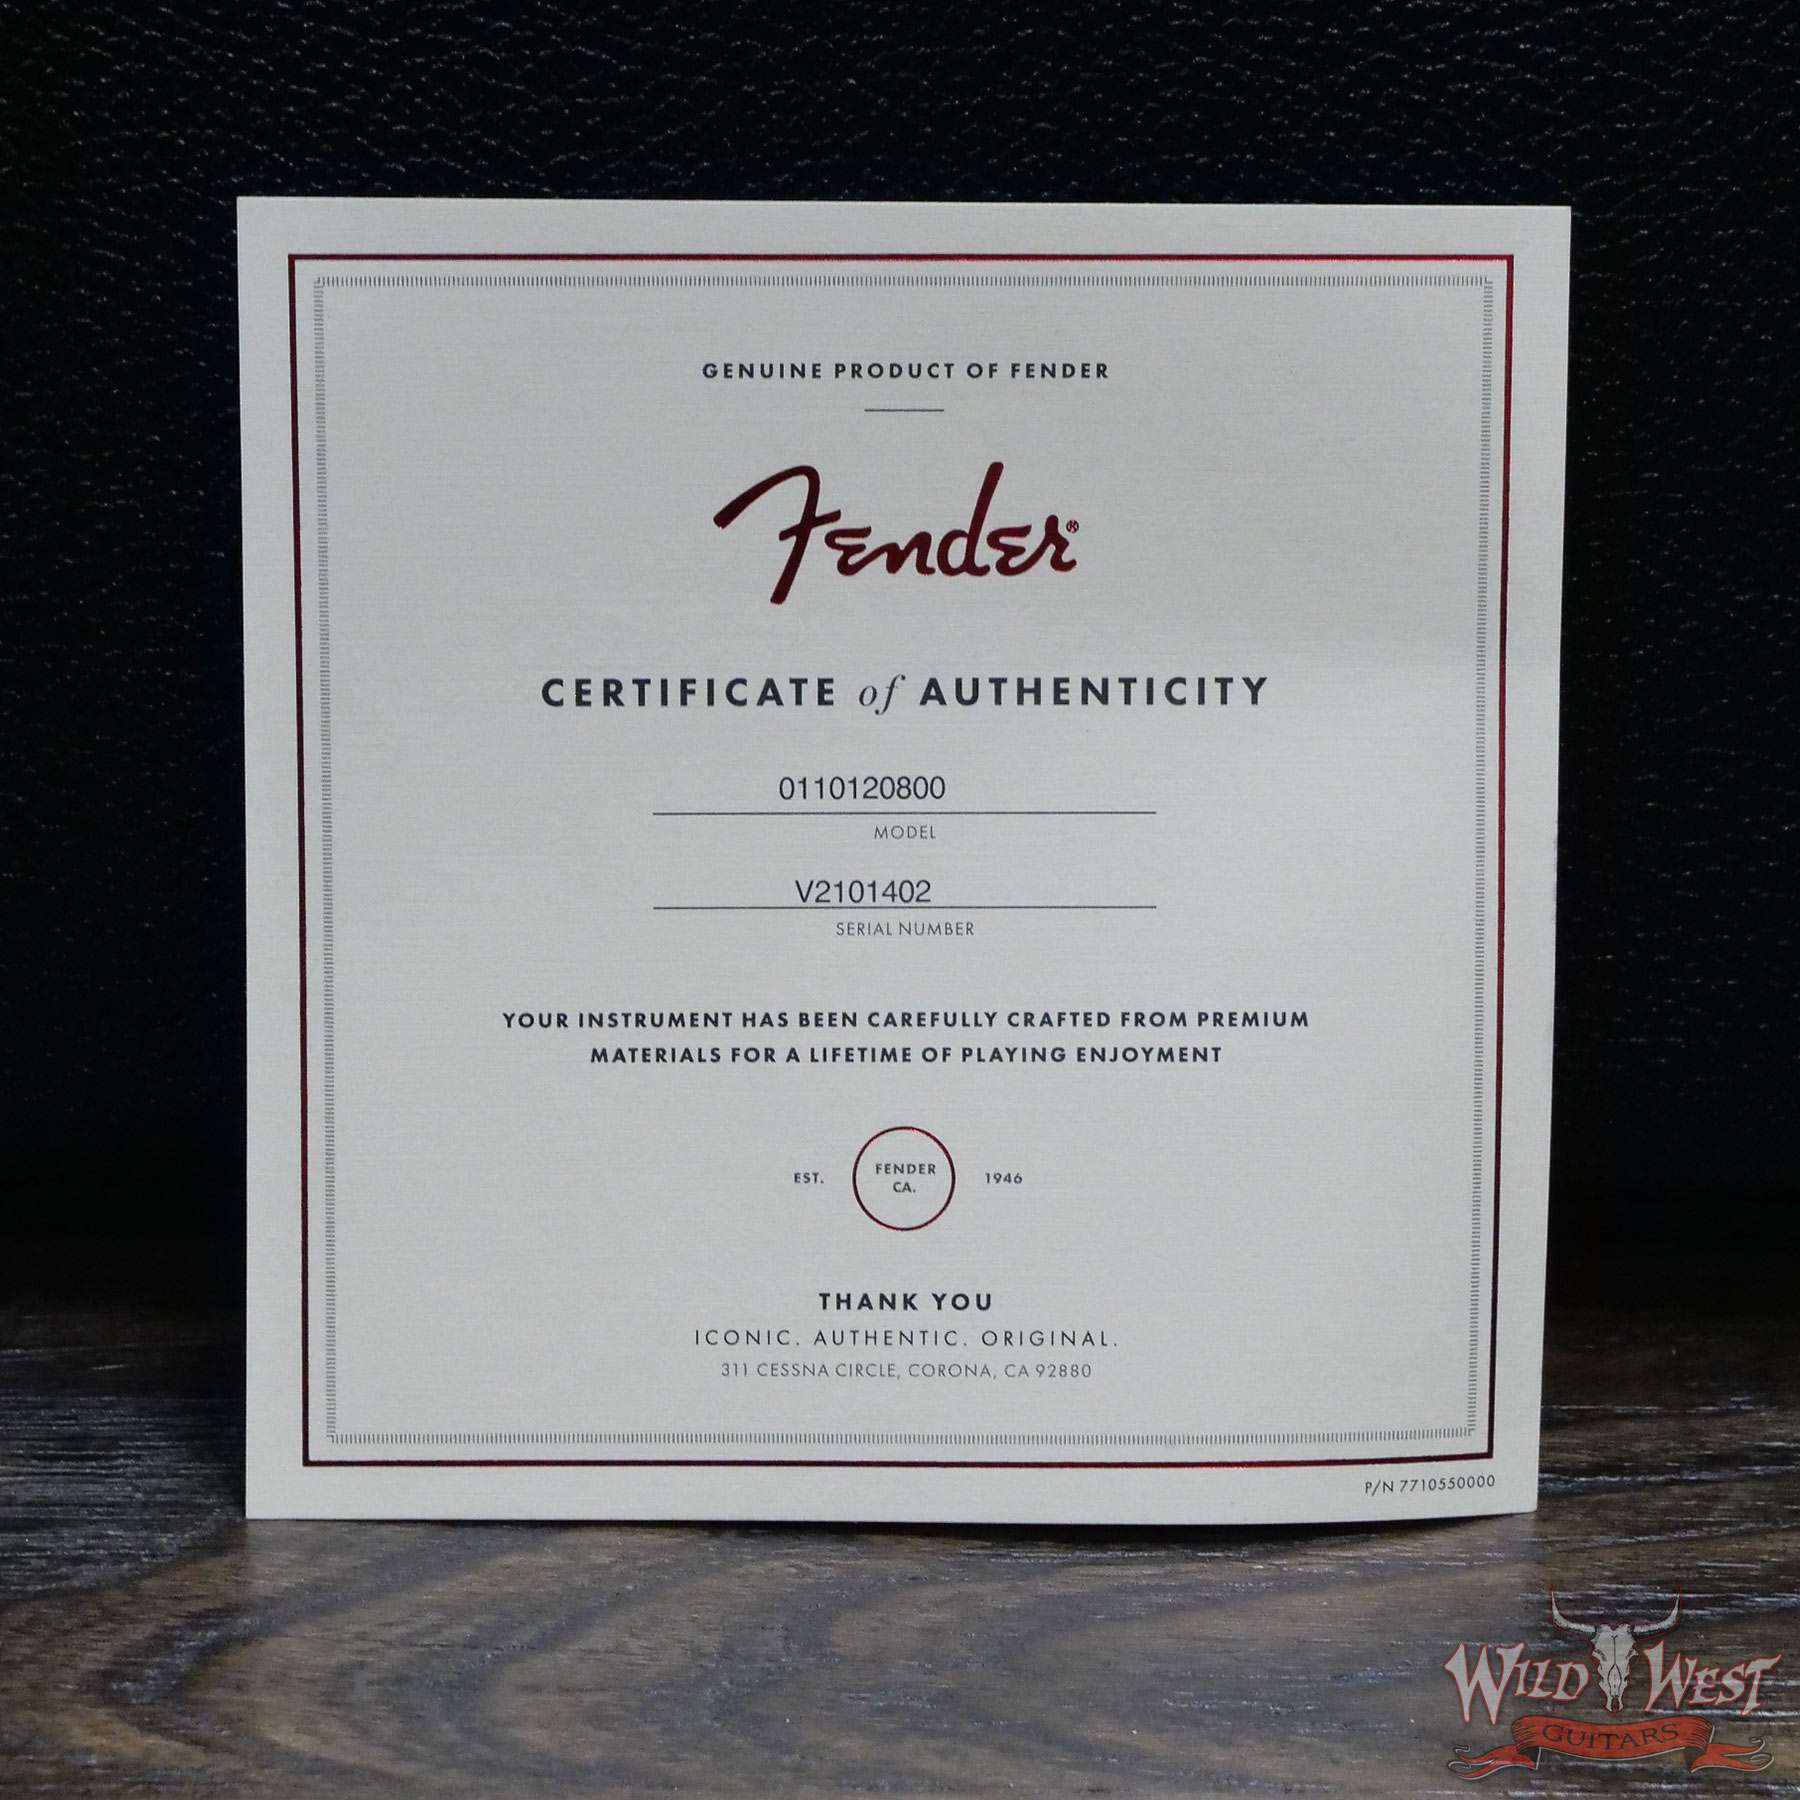 GENUINE PRODUCT OF FENDER
Fender®
CERTIFICATE of AUTHENTICITY
0110120800
MODEL
V2101402
SERIAL NUMBER
YOUR INSTRUMENT HAS BEEN CAREFULLY CRAFTED FROM PREMIUM
MATERIALS FOR A LIFETIME OF PLAYING ENJOYMENT
EST. FENDER CA. 1946
THANK YOU
ICONIC. AUTHENTIC. ORIGINAL.
311 CESSNA CIRCLE, CORONA, CA 92880
P/N 7710550000
WILD WEST
GUITARS